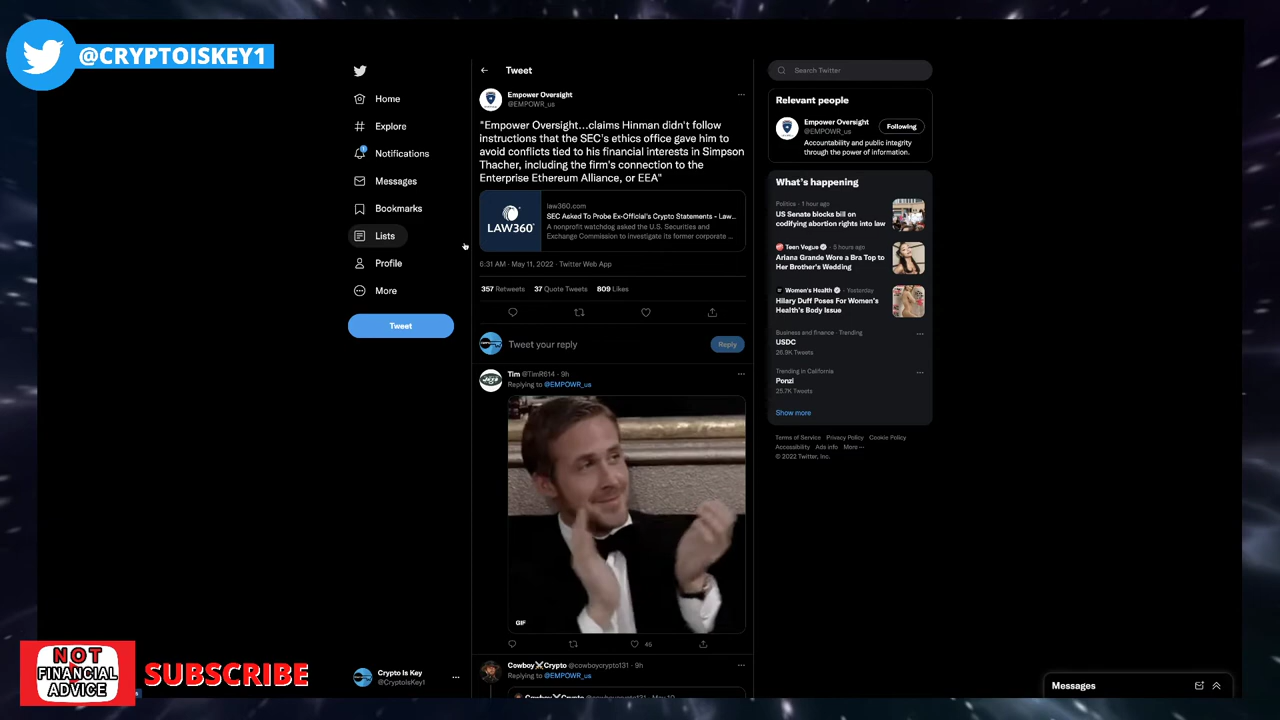 @CRYPTOISKEY1
Home
Explore
Notifications
Messages
Bookmarks
Lists
Profile
More
Tweet
Tweet
Empower Oversight
@EMPOWR_us
"Empower Oversight...claims Hinman didn't follow
instructions that the SEC's ethics office gave him to
avoid conflicts tied to his financial interests in Simpson
Thacher, including the firm's connection to the
Enterprise Ethereum Alliance, or EEA"
LAW360
law360.com
SEC Asked To Probe Ex-Official's Crypto Statements - Law...
A nonprofit watchdog asked the U.S. Securities and
Exchange Commission to investigate its former corporate ...
6:31 AM · May 11, 2022 · Twitter Web App
357 Retweets 37 Quote Tweets 809 Likes
Tweet your reply
Reply
Tim @TimR614 · 9h
Replying to @EMPOWR_us
GIF
45
Cowboy X Crypto @cowboycrypto131 · 9h
Replying to @EMPOWR_us
Cowboy X Crypto @cowboycrypto131 · May 10
Search Twitter
Relevant people
Empower Oversight
@EMPOWR_us
Following
Accountability and public integrity
through the power of information.
What's happening
Politics · 1 hour ago
US Senate blocks bill on
codifying abortion rights into law
Teen Vogue · 5 hours ago
Ariana Grande Wore a Bra Top to
Her Brother's Wedding
Women's Health · Yesterday
Hilary Duff Poses For Women's
Health's Body Issue
Business and finance · Trending
USDC
26.9K Tweets
Trending in California
Ponzi
25.7K Tweets
Show more
Terms of Service Privacy Policy Cookie Policy
Accessibility Ads info More ···
© 2022 Twitter, Inc.
NOT
FINANCIAL
ADVICE
SUBSCRIBE
Crypto Is Key
@CryptoisKey1
Messages